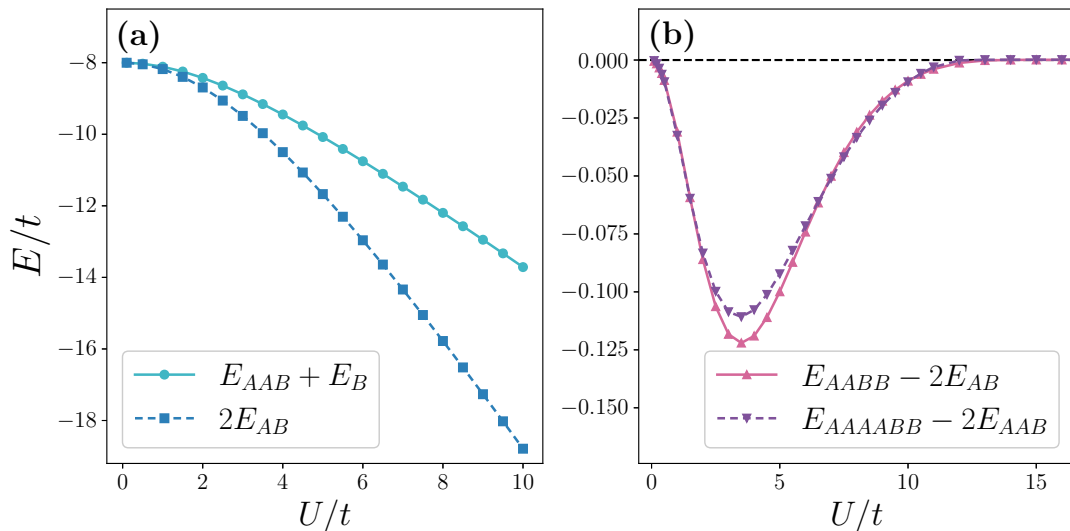 (a)
E/t
−8
−10
−12
−14
−16
−18
E_{AAB} + E_B
2E_{AB}
0 2 4 6 8 10
U/t
(b)
0.000
−0.025
−0.050
−0.075
−0.100
−0.125
−0.150
E_{AABB} − 2E_{AB}
E_{AAAABB} − 2E_{AAB}
0 5 10 15
U/t